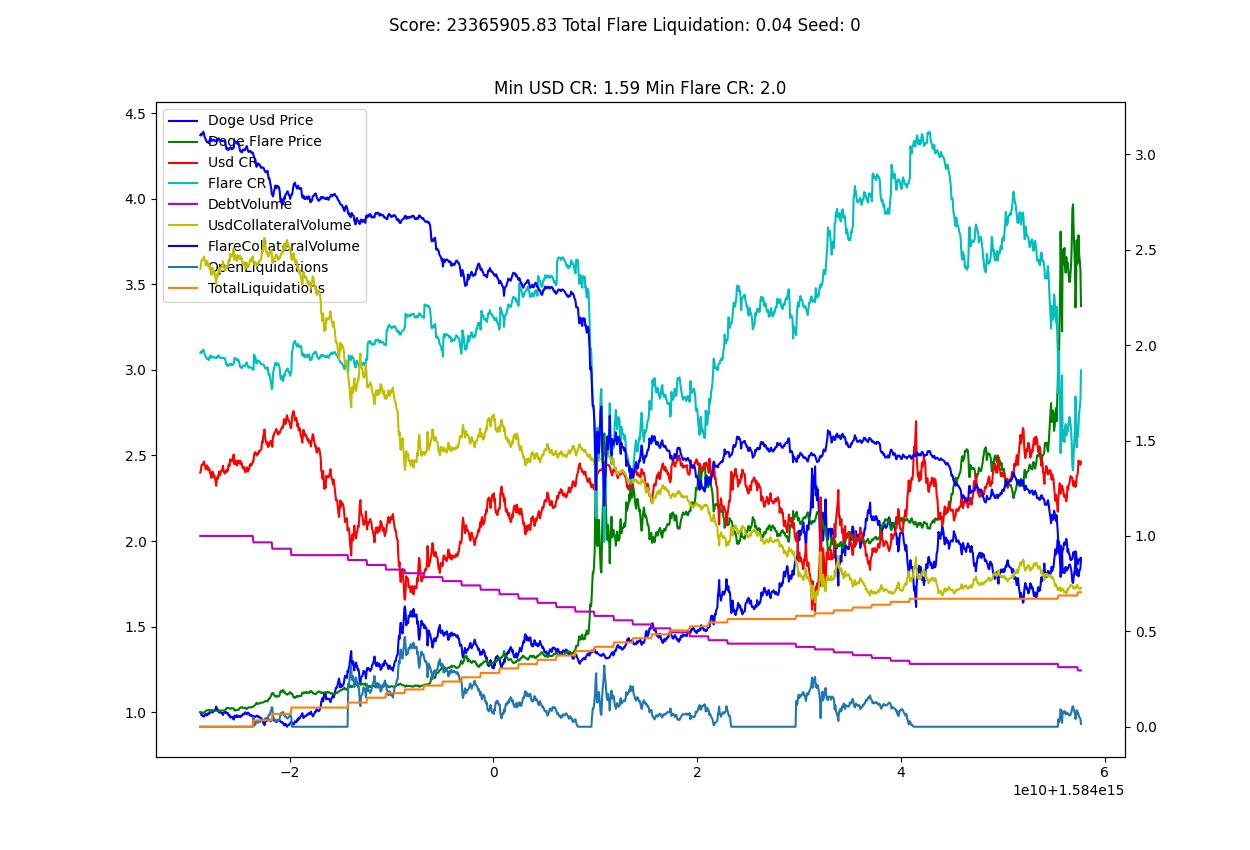 Score: 23365905.83 Total Flare Liquidation: 0.04 Seed: 0
Min USD CR: 1.59 Min Flare CR: 2.0
Doge Usd Price
Doge Flare Price
Usd CR
Flare CR
DebtVolume
UsdCollateralVolume
FlareCollateralVolume
OpenLiquidations
TotalLiquidations
4.5
4.0
3.5
3.0
2.5
2.0
1.5
1.0
3.0
2.5
2.0
1.5
1.0
0.5
0.0
−2 0 2 4 6
1e10+1.584e15